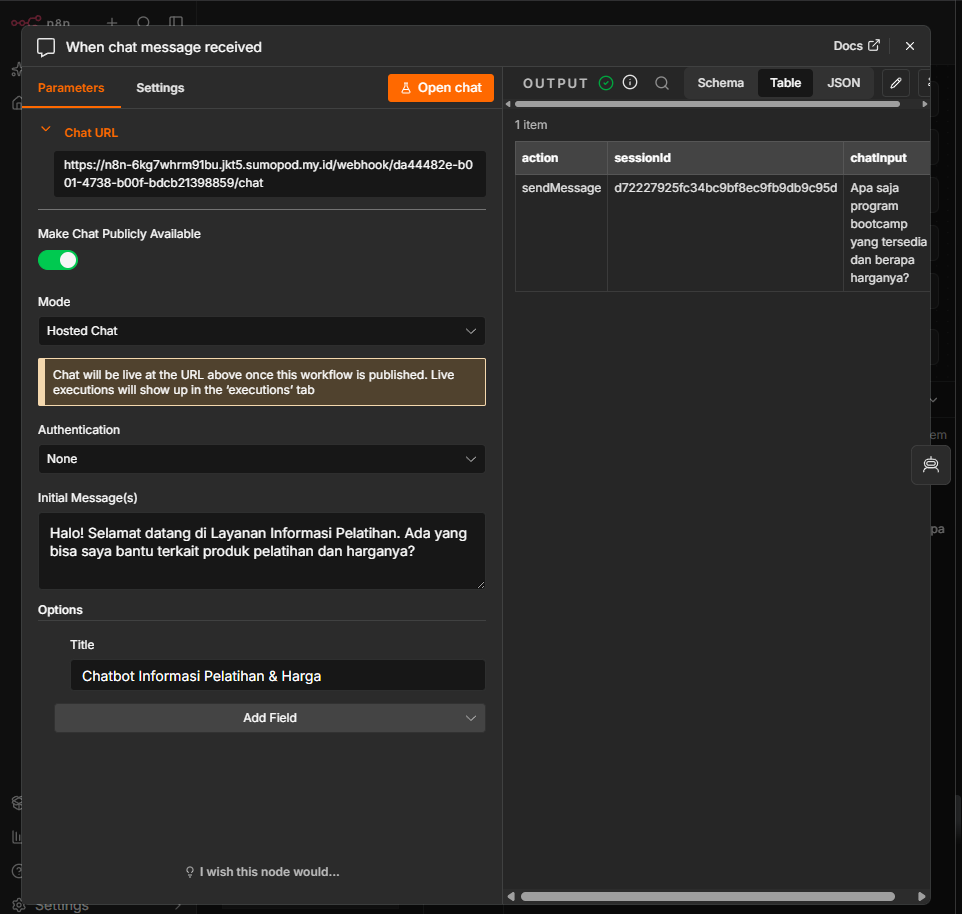 n8n
When chat message received
Docs
Parameters
Settings
Open chat
OUTPUT
Schema
Table
JSON
Chat URL
https://n8n-6kg7whrm91bu.jkt5.sumopod.my.id/webhook/da44482e-b0
01-4738-b00f-bdcb21398859/chat
Make Chat Publicly Available
Mode
Hosted Chat
Chat will be live at the URL above once this workflow is published. Live
executions will show up in the ‘executions’ tab
Authentication
None
Initial Message(s)
Halo! Selamat datang di Layanan Informasi Pelatihan. Ada yang
bisa saya bantu terkait produk pelatihan dan harganya?
Options
Title
Chatbot Informasi Pelatihan & Harga
Add Field
I wish this node would...
1 item
action
sessionId
chatInput
sendMessage
d72227925fc34bc9bf8ec9fb9db9c95d
Apa saja
program
bootcamp
yang tersedia
dan berapa
harganya?
em
pa
Settings